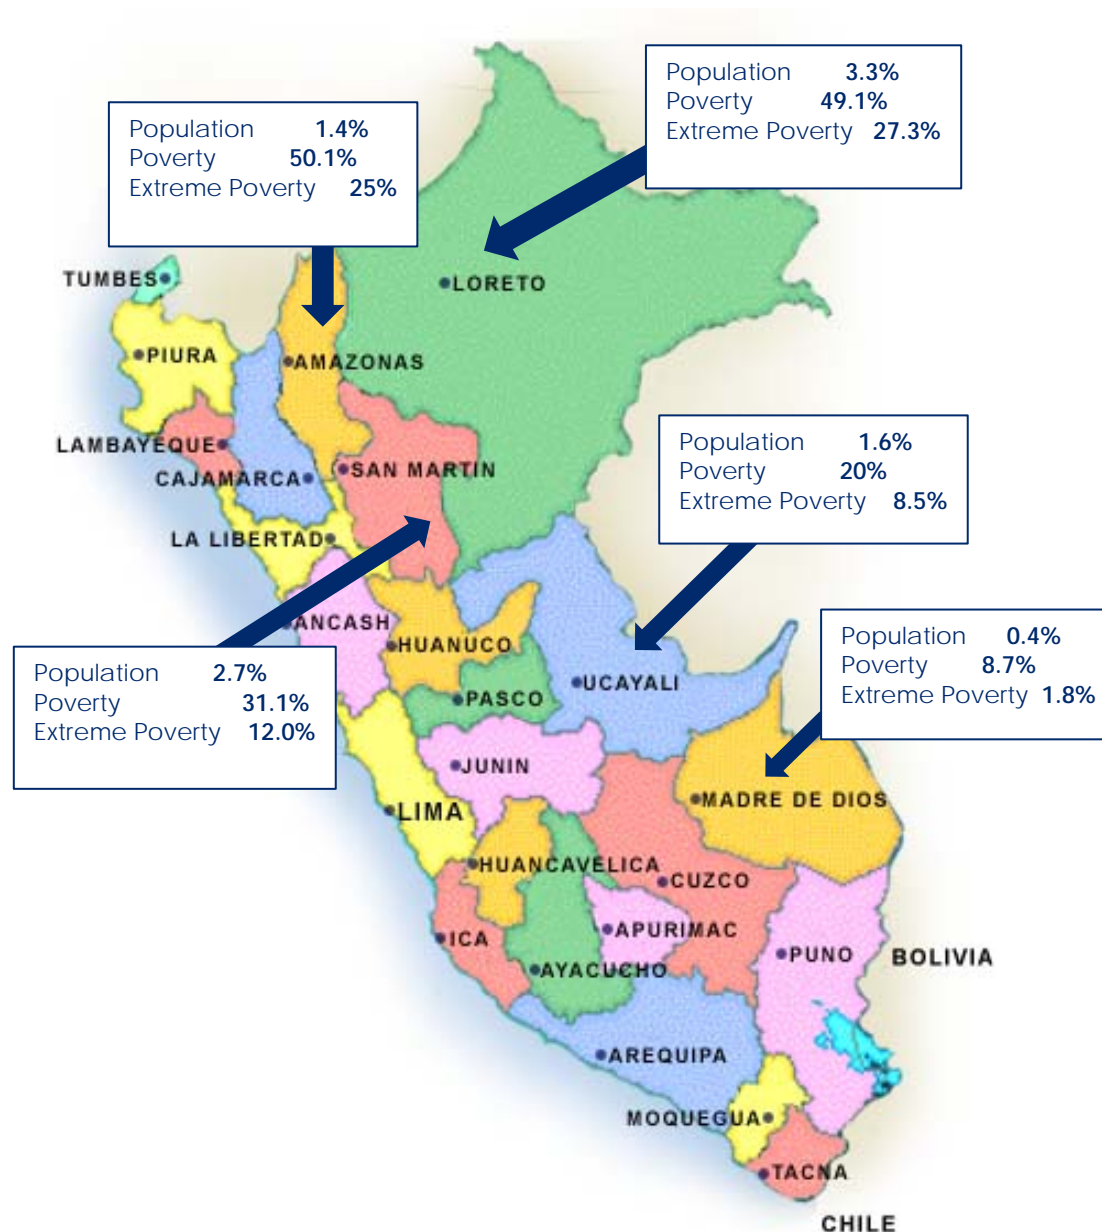 Population 3.3%
Poverty 49.1%
Extreme Poverty 27.3%
Population 1.4%
Poverty 50.1%
Extreme Poverty 25%
TUMBES
LORETO
PIURA
AMAZONAS
LAMBAYEQUE
SAN MARTIN
CAJAMARCA
Population 1.6%
Poverty 20%
Extreme Poverty 8.5%
LA LIBERTAD
ANCASH
HUANUCO
Population 0.4%
Poverty 8.7%
Extreme Poverty 1.8%
Population 2.7%
Poverty 31.1%
Extreme Poverty 12.0%
UCAYALI
PASCO
JUNIN
MADRE DE DIOS
LIMA
HUANCAVELICA
CUZCO
APURIMAC
ICA
PUNO
BOLIVIA
AYACUCHO
AREQUIPA
MOQUEGUA
TACNA
CHILE